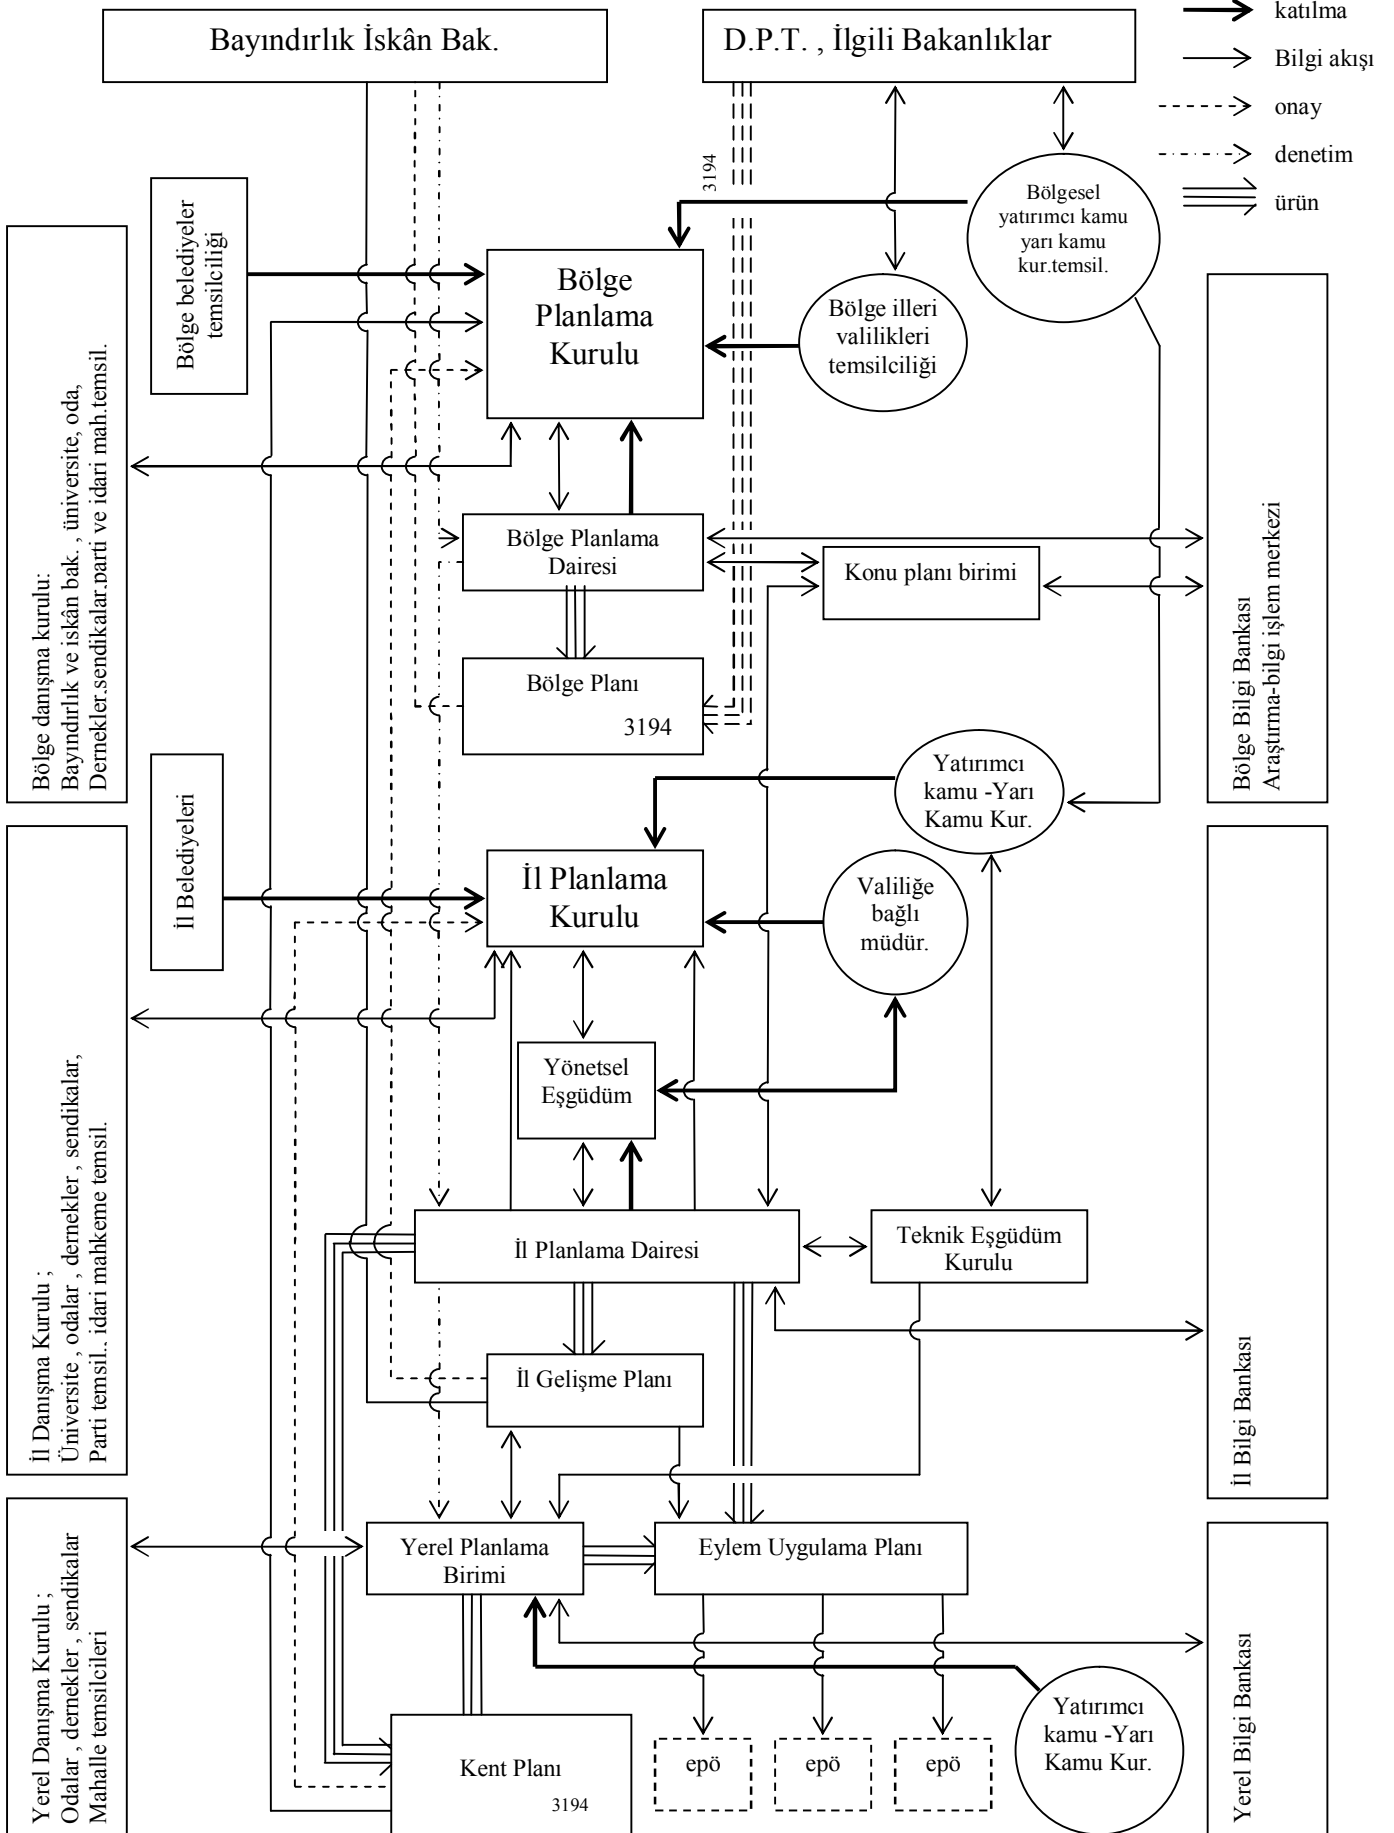 Bayındırlık İskân Bak.
D.P.T. , İlgili Bakanlıklar
katılma
Bilgi akışı
onay
denetim
ürün
3194
Bölgesel
yatırımcı kamu
yarı kamu
kur.temsil.
Bölge belediyeler
temsilciliği
Bölge
Planlama
Kurulu
Bölge illeri
valilikleri
temsilciliği
Bölge danışma kurulu:
Bayındırlık ve iskân bak. , üniversite, oda,
Dernekler.sendikalar.parti ve idari mah.temsil.
Bölge Planlama
Dairesi
Konu planı birimi
Bölge Bilgi Bankası
Araştırma-bilgi işlem merkezi
Bölge Planı
3194
Yatırımcı
kamu -Yarı
Kamu Kur.
İl Belediyeleri
İl Planlama
Kurulu
Valiliğe
bağlı
müdür.
İl Danışma Kurulu ;
Üniversite , odalar , dernekler , sendikalar,
Parti temsil.. idari mahkeme temsil.
Yönetsel
Eşgüdüm
İl Planlama Dairesi
Teknik Eşgüdüm
Kurulu
İl Bilgi Bankası
İl Gelişme Planı
Yerel Planlama
Birimi
Eylem Uygulama Planı
Yerel Danışma Kurulu ;
Odalar , dernekler , sendikalar
Mahalle temsilcileri
Yerel Bilgi Bankası
Yatırımcı
kamu -Yarı
Kamu Kur.
epö
epö
epö
Kent Planı
3194